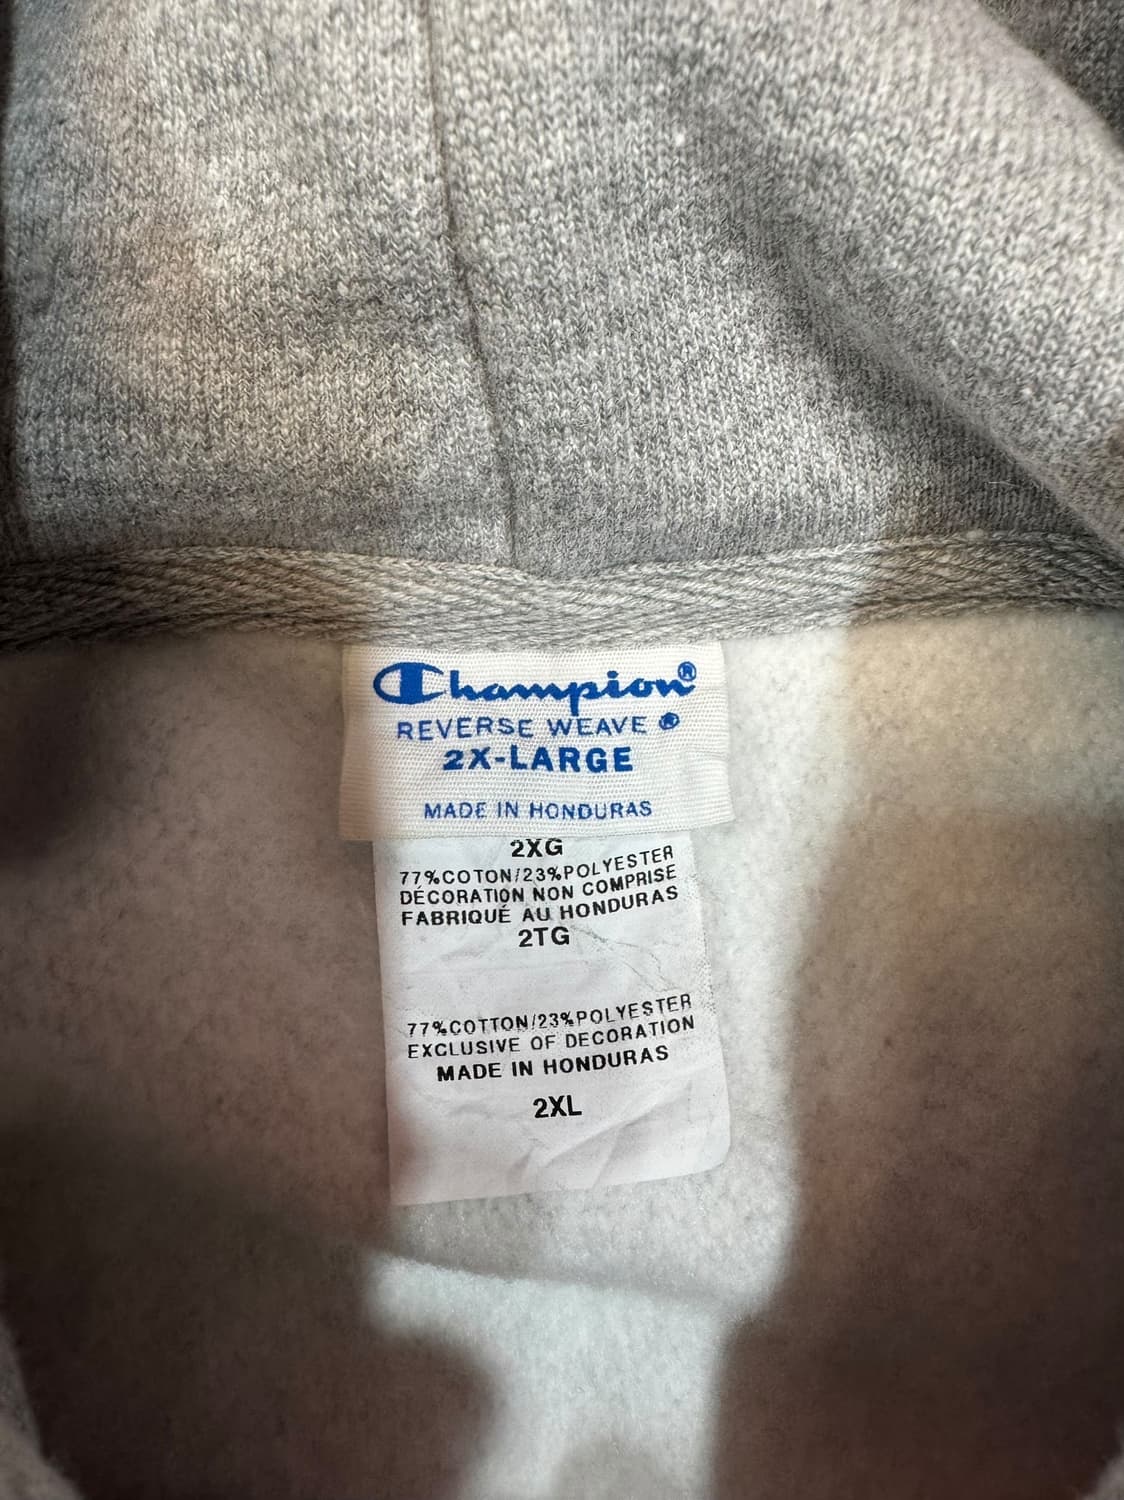 Champion®
REVERSE WEAVE ®
2X-LARGE
MADE IN HONDURAS
2XG
77%COTON/23%POLYESTER
DÉCORATION NON COMPRISE
FABRIQUÉ AU HONDURAS
2TG
77%COTTON/23%POLYESTER
EXCLUSIVE OF DECORATION
MADE IN HONDURAS
2XL